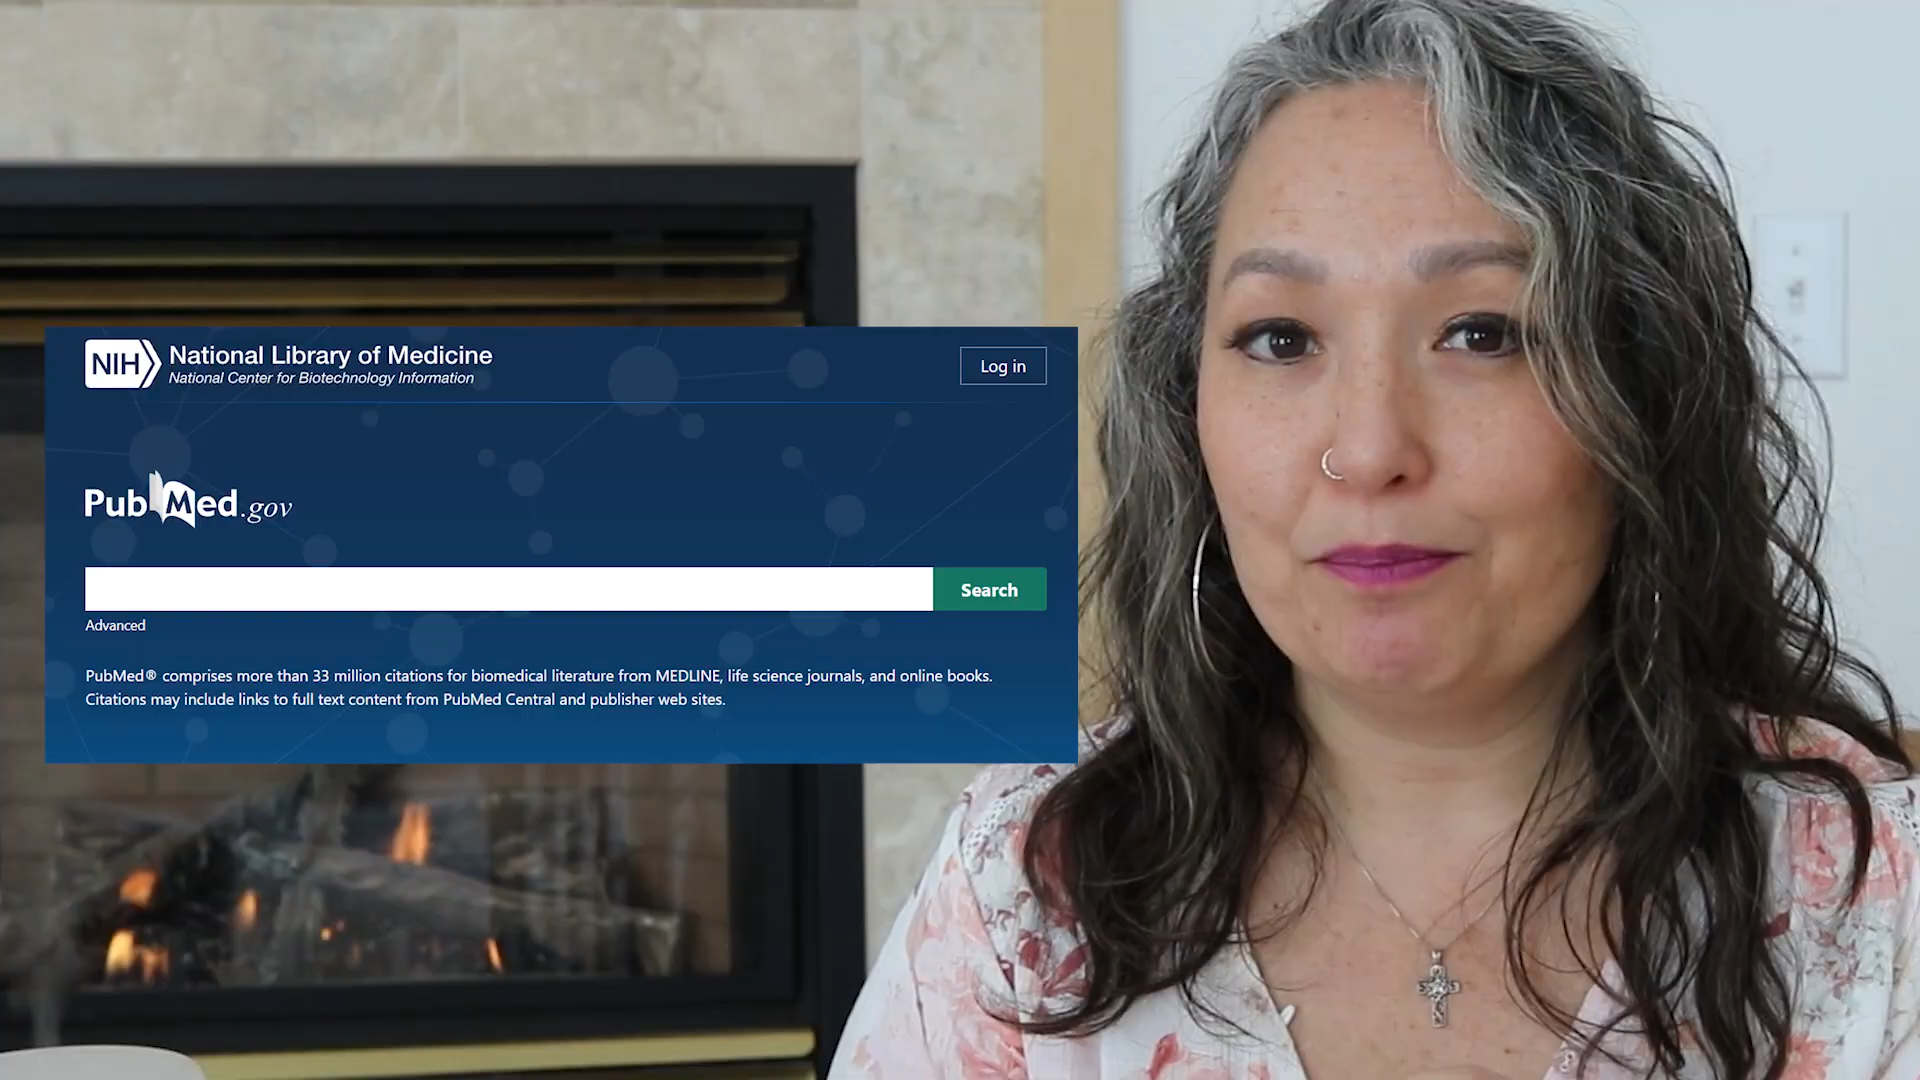 NIH National Library of Medicine
National Center for Biotechnology Information
Log in
PubMed.gov
Search
Advanced
PubMed® comprises more than 33 million citations for biomedical literature from MEDLINE, life science journals, and online books.
Citations may include links to full text content from PubMed Central and publisher web sites.